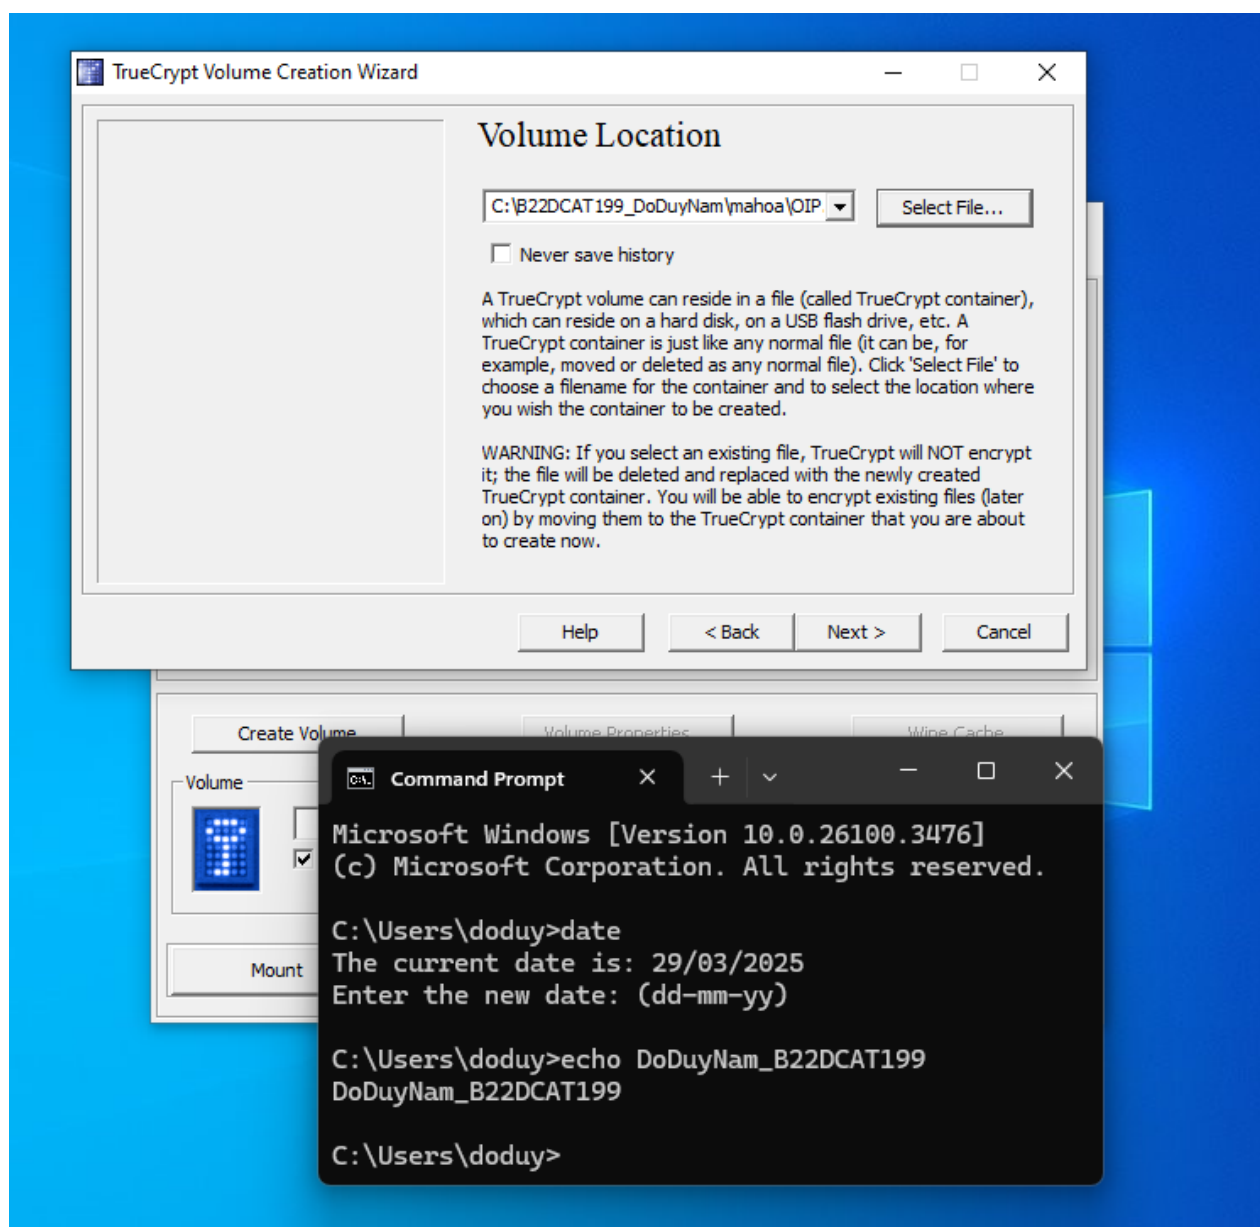 TrueCrypt Volume Creation Wizard
Volume Location
C:\B22DCAT199_DoDuyNam\mahoa\OIP.
Select File...
Never save history
A TrueCrypt volume can reside in a file (called TrueCrypt container),
which can reside on a hard disk, on a USB flash drive, etc. A
TrueCrypt container is just like any normal file (it can be, for
example, moved or deleted as any normal file). Click 'Select File' to
choose a filename for the container and to select the location where
you wish the container to be created.
WARNING: If you select an existing file, TrueCrypt will NOT encrypt
it; the file will be deleted and replaced with the newly created
TrueCrypt container. You will be able to encrypt existing files (later
on) by moving them to the TrueCrypt container that you are about
to create now.
Help
< Back
Next >
Cancel
Create Volume
Volume Properties
Wipe Cache
Volume
Mount
Command Prompt
Microsoft Windows [Version 10.0.26100.3476]
(c) Microsoft Corporation. All rights reserved.
C:\Users\doduy>date
The current date is: 29/03/2025
Enter the new date: (dd-mm-yy)
C:\Users\doduy>echo DoDuyNam_B22DCAT199
DoDuyNam_B22DCAT199
C:\Users\doduy>